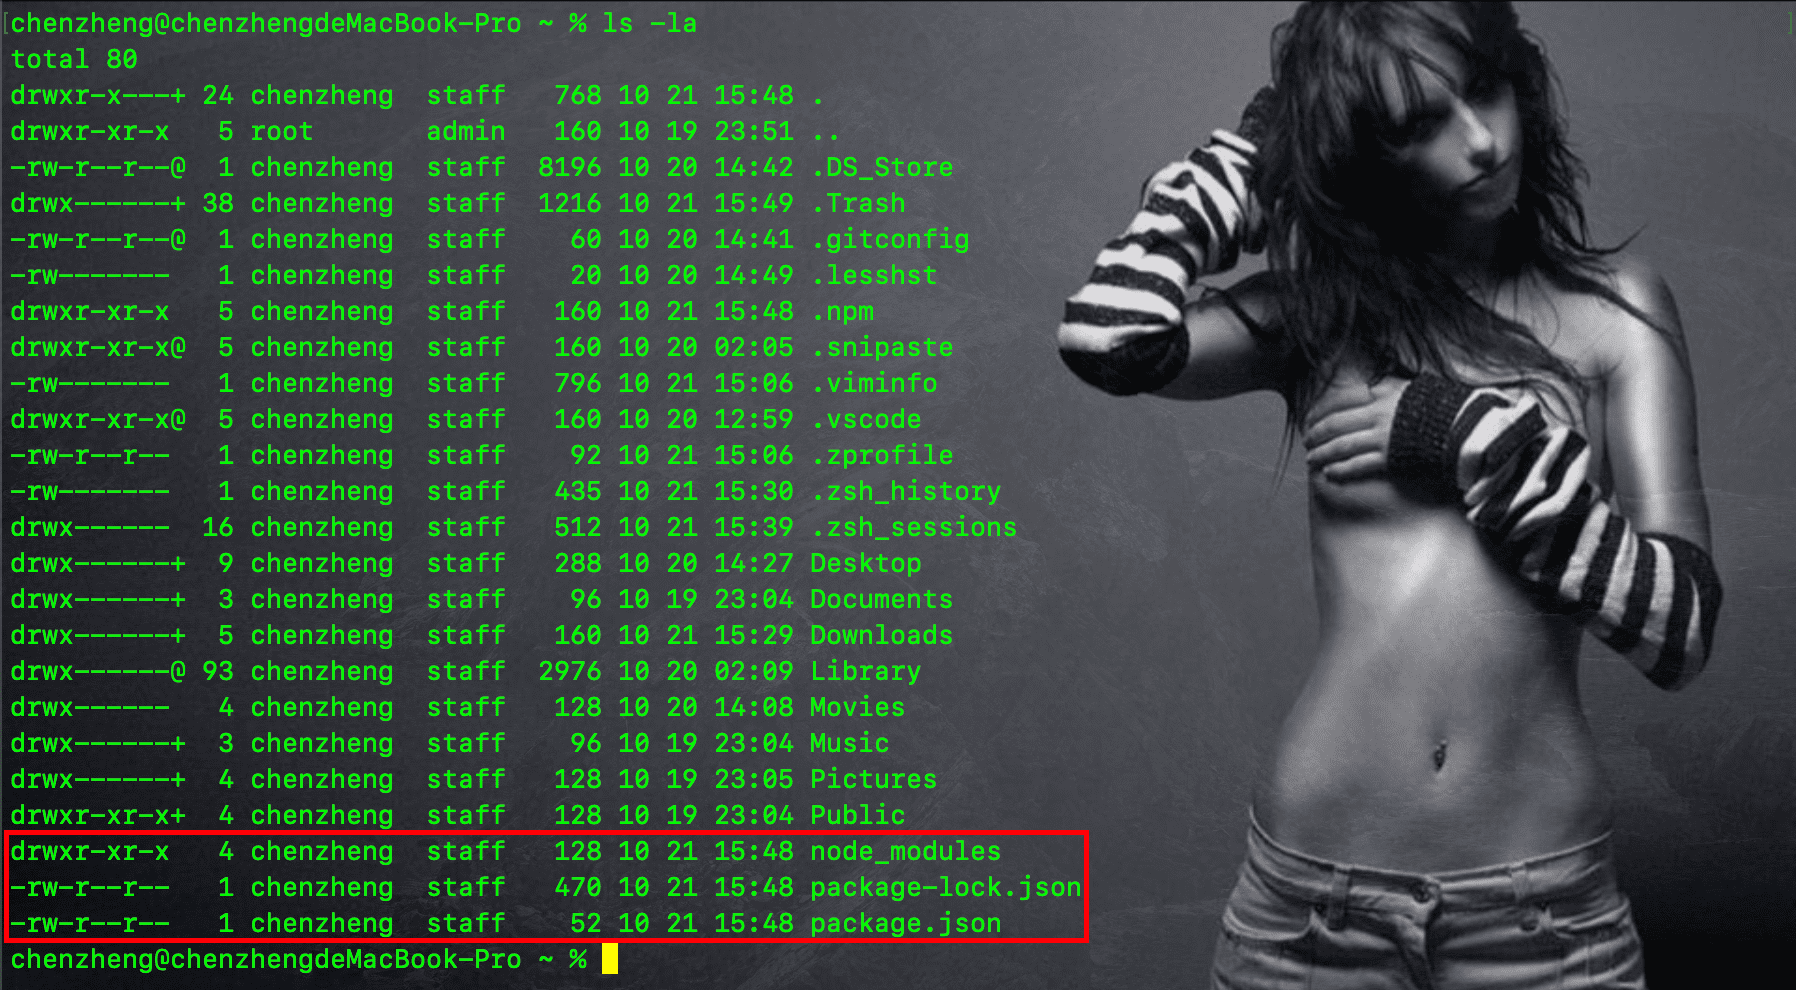 [chenzheng@chenzhengdeMacBook-Pro ~ % ls -la ]
total 80
drwxr-x---+ 24 chenzheng  staff   768 10 21 15:48 .
drwxr-xr-x   5 root       admin   160 10 19 23:51 ..
-rw-r--r--@  1 chenzheng  staff  8196 10 20 14:42 .DS_Store
drwx------+ 38 chenzheng  staff  1216 10 21 15:49 .Trash
-rw-r--r--@  1 chenzheng  staff    60 10 20 14:41 .gitconfig
-rw-------   1 chenzheng  staff    20 10 20 14:49 .lesshst
drwxr-xr-x   5 chenzheng  staff   160 10 21 15:48 .npm
drwxr-xr-x@  5 chenzheng  staff   160 10 20 02:05 .snipaste
-rw-------   1 chenzheng  staff   796 10 21 15:06 .viminfo
drwxr-xr-x@  5 chenzheng  staff   160 10 20 12:59 .vscode
-rw-r--r--   1 chenzheng  staff    92 10 21 15:06 .zprofile
-rw-------   1 chenzheng  staff   435 10 21 15:30 .zsh_history
drwx------  16 chenzheng  staff   512 10 21 15:39 .zsh_sessions
drwx------+  9 chenzheng  staff   288 10 20 14:27 Desktop
drwx------+  3 chenzheng  staff    96 10 19 23:04 Documents
drwx------+  5 chenzheng  staff   160 10 21 15:29 Downloads
drwx------@ 93 chenzheng  staff  2976 10 20 02:09 Library
drwx------   4 chenzheng  staff   128 10 20 14:08 Movies
drwx------+  3 chenzheng  staff    96 10 19 23:04 Music
drwx------+  4 chenzheng  staff   128 10 19 23:05 Pictures
drwxr-xr-x+  4 chenzheng  staff   128 10 19 23:04 Public
drwxr-xr-x   4 chenzheng  staff   128 10 21 15:48 node_modules
-rw-r--r--   1 chenzheng  staff   470 10 21 15:48 package-lock.json
-rw-r--r--   1 chenzheng  staff    52 10 21 15:48 package.json
chenzheng@chenzhengdeMacBook-Pro ~ %